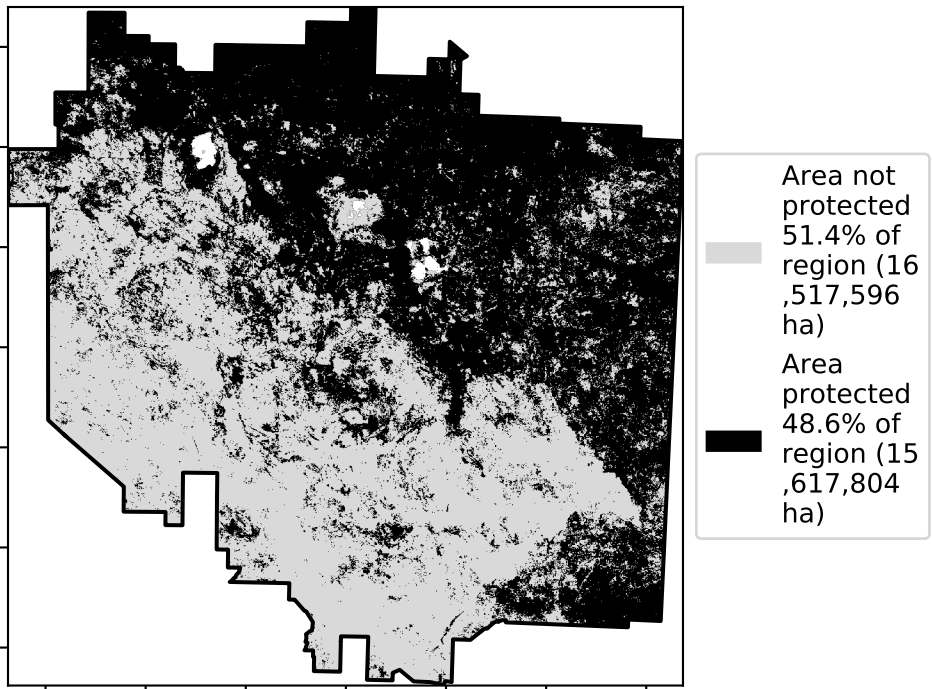 Area not
protected
51.4% of
region (16
,517,596
ha)
Area
protected
48.6% of
region (15
,617,804
ha)